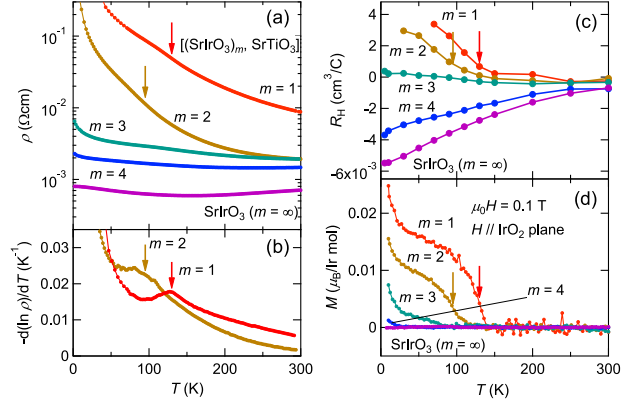 (a)
[(SrIrO3)m, SrTiO3]
m = 1
m = 2
m = 3
m = 4
SrIrO3 (m = ∞)
ρ (Ωcm)
10^-1
10^-2
10^-3
(b)
m = 2
m = 1
-d(ln ρ)/dT (K^-1)
0.03
0.02
0.01
0
0 100 200 300
T (K)
(c)
m = 1
m = 2
m = 3
m = 4
SrIrO3 (m = ∞)
RH (cm^3/C)
4
2
0
-2
-4
-6x10^-3
(d)
μ0H = 0.1 T
H // IrO2 plane
m = 1
m = 2
m = 3
m = 4
SrIrO3 (m = ∞)
M (μB/Ir mol)
0.02
0.01
0
0 100 200 300
T (K)